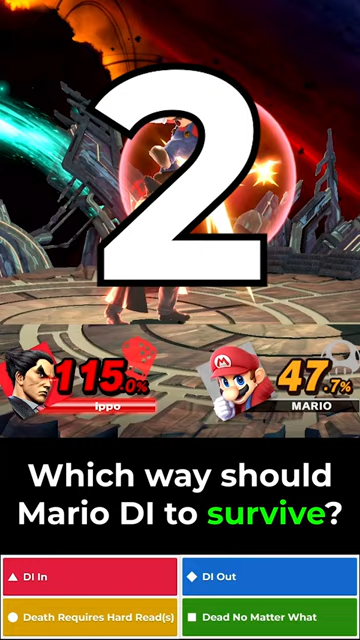 2
115.0%
Ippo
47.7%
MARIO
Which way should
Mario DI to survive?
DI In
DI Out
Death Requires Hard Read(s)
Dead No Matter What